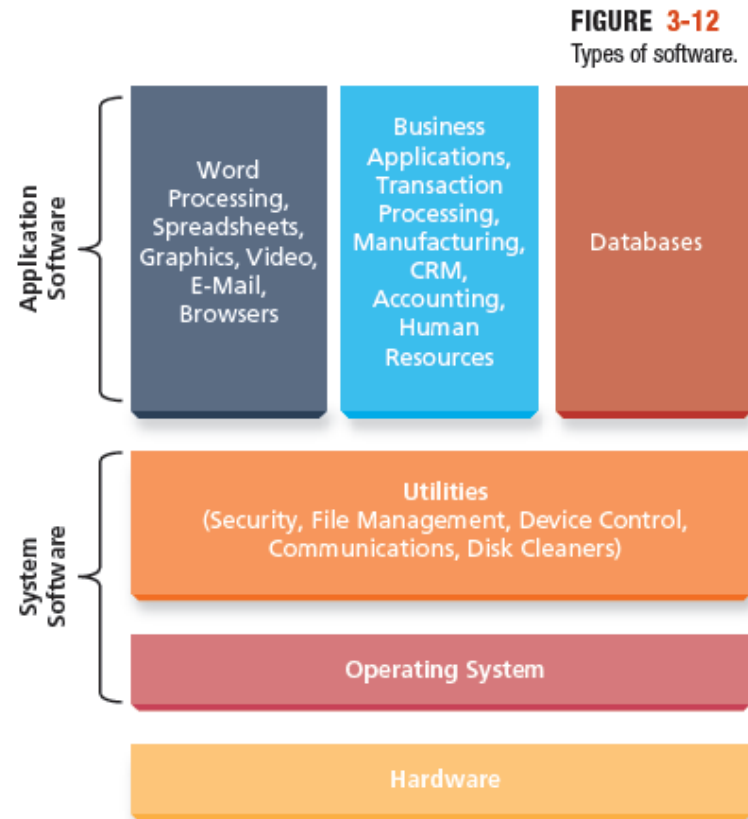 FIGURE 3-12
Types of software.
Application
Software
Word
Processing,
Spreadsheets,
Graphics, Video,
E-Mail,
Browsers
Business
Applications,
Transaction
Processing,
Manufacturing,
CRM,
Accounting,
Human
Resources
Databases
System
Software
Utilities
(Security, File Management, Device Control,
Communications, Disk Cleaners)
Operating System
Hardware